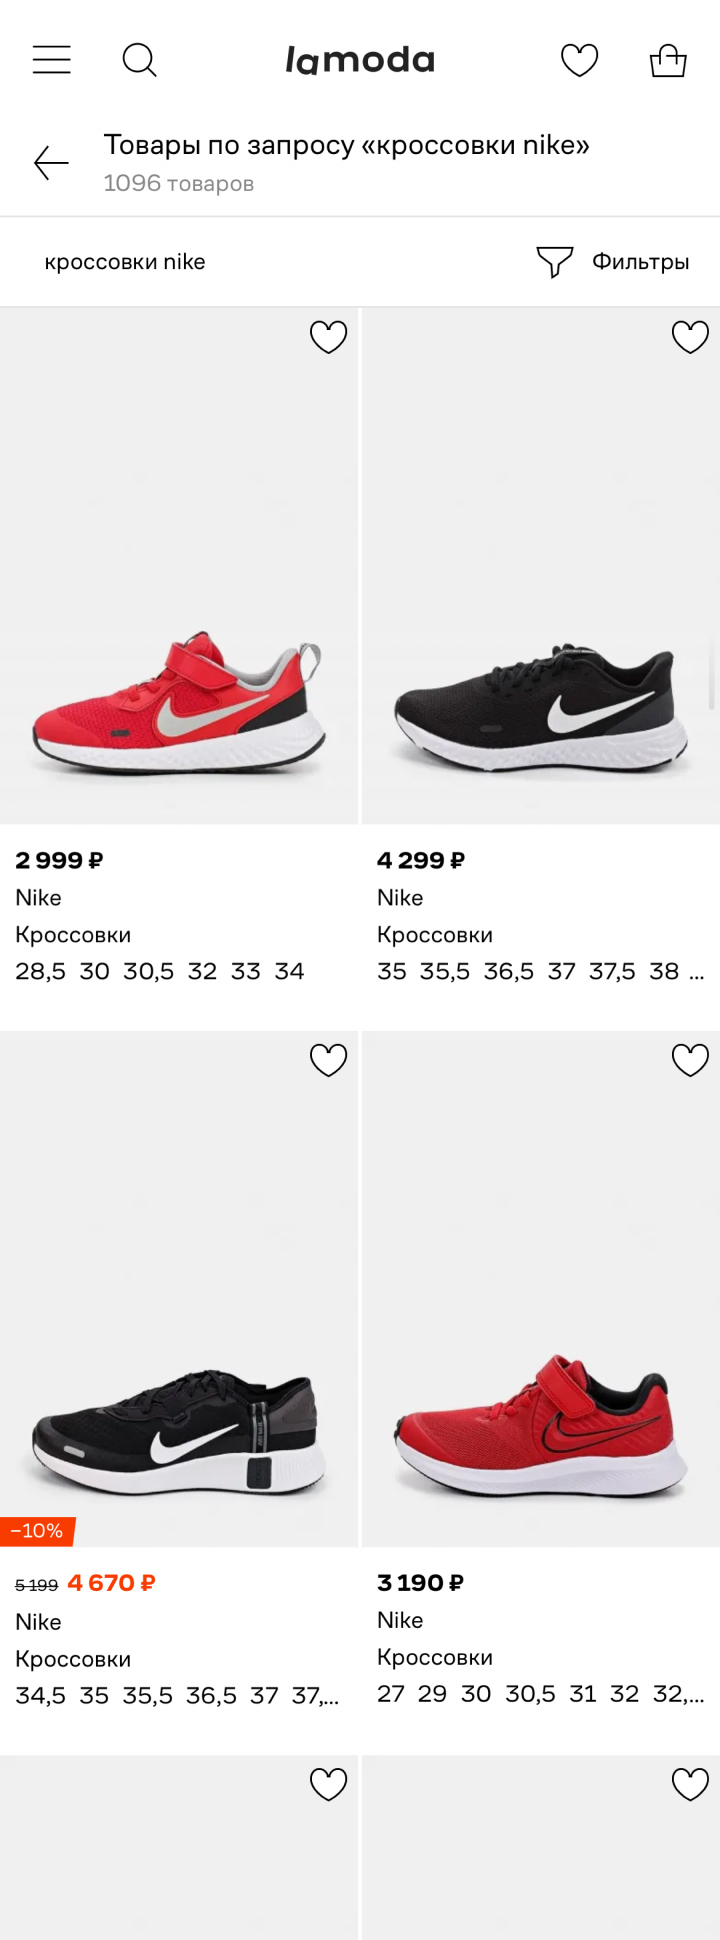 lamoda
Товары по запросу «кроссовки nike»
1096 товаров
кроссовки nike
Фильтры
2 999 ₽
Nike
Кроссовки
28,5 30 30,5 32 33 34
4 299 ₽
Nike
Кроссовки
35 35,5 36,5 37 37,5 38 ...
−10%
5 199 4 670 ₽
Nike
Кроссовки
34,5 35 35,5 36,5 37 37,...
3 190 ₽
Nike
Кроссовки
27 29 30 30,5 31 32 32,...